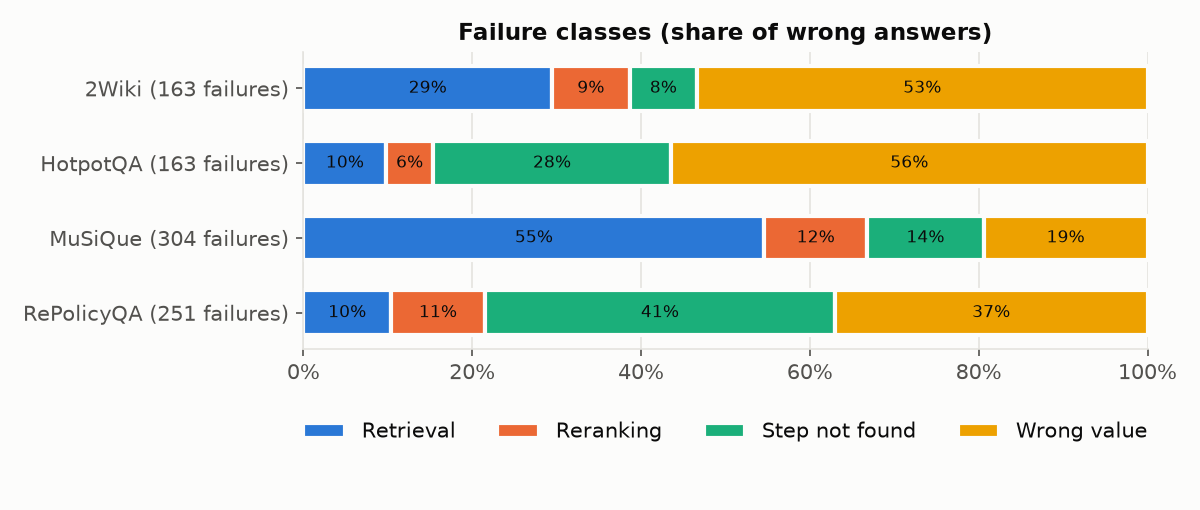 Failure classes (share of wrong answers)
2Wiki (163 failures) 29% 9% 8% 53%
HotpotQA (163 failures) 10% 6% 28% 56%
MuSiQue (304 failures) 55% 12% 14% 19%
RePolicyQA (251 failures) 10% 11% 41% 37%
0% 20% 40% 60% 80% 100%
Retrieval Reranking Step not found Wrong value